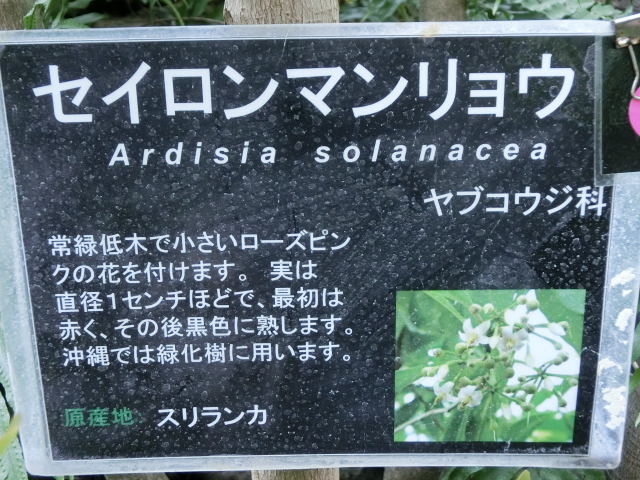 セイロンマンリョウ
Ardisia solanacea
ヤブコウジ科
常緑低木で小さいローズピン
クの花を付けます。 実は
直径1センチほどで、最初は
赤く、その後黒色に熟します。
沖縄では緑化樹に用います。
原産地 スリランカ